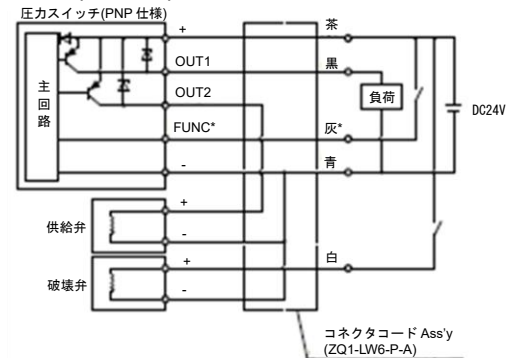 圧力スイッチ(PNP 仕様)
+
茶
OUT1
黒
OUT2
主回路
負荷
DC24V
FUNC*
灰*
-
青
+
供給弁
-
+
白
破壊弁
-
コネクタコード Ass'y
(ZQ1-LW6-P-A)